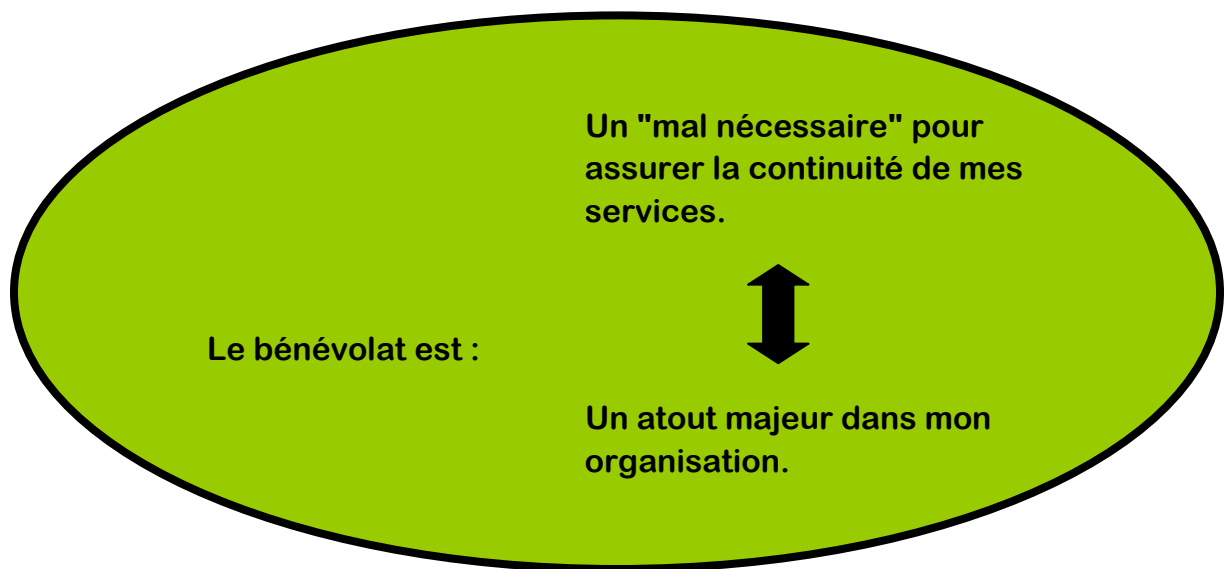 Un "mal nécessaire" pour
assurer la continuité de mes
services.
Le bénévolat est :
Un atout majeur dans mon
organisation.